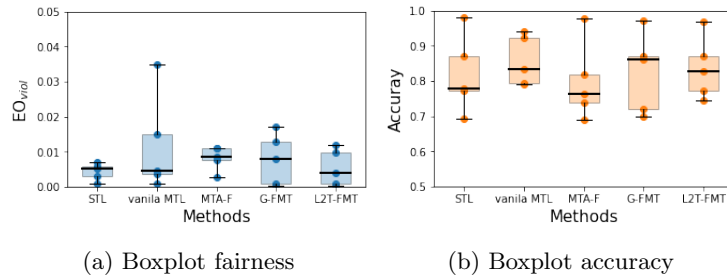 0.05
0.04
0.03
0.02
0.01
0.00
EO_viol
STL
vanila MTL
MTA-F
G-FMT
L2T-FMT
Methods
(a) Boxplot fairness
1.0
0.9
0.8
0.7
0.6
0.5
Accuray
STL
vanila MTL
MTA-F
G-FMT
L2T-FMT
Methods
(b) Boxplot accuracy